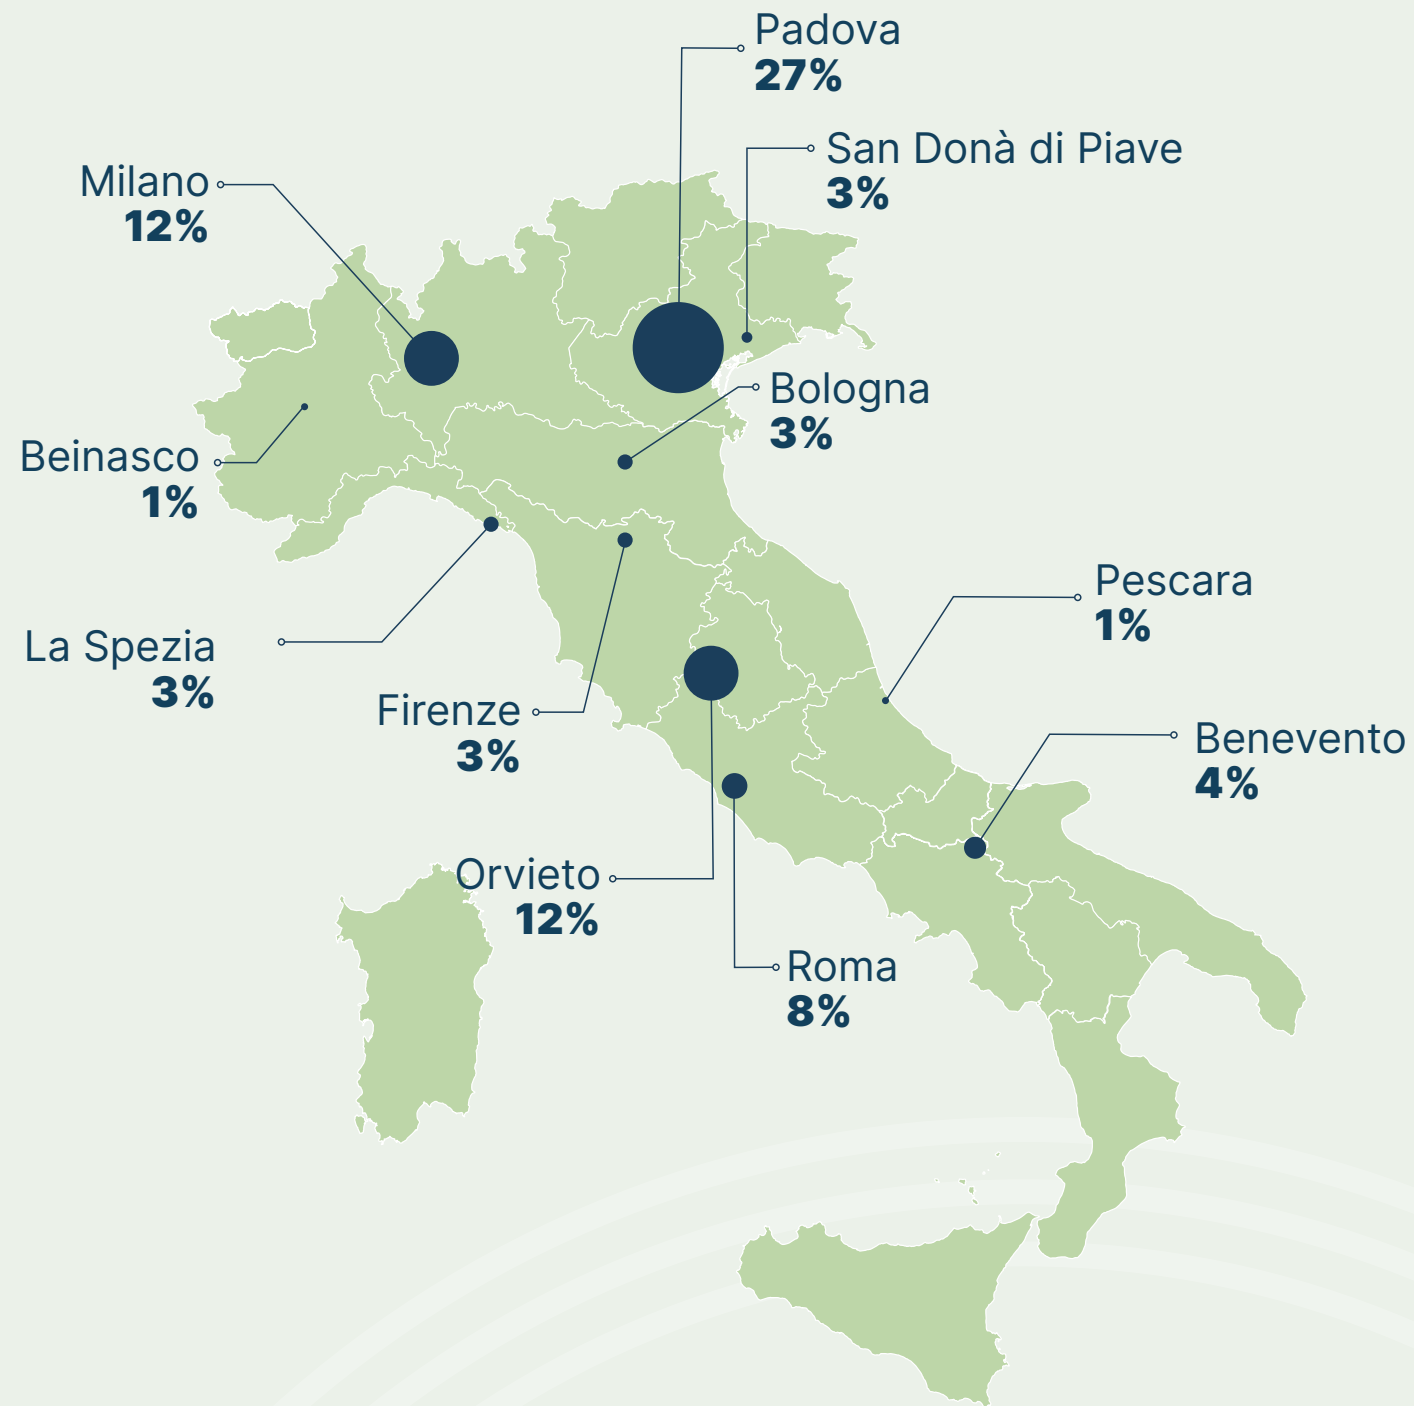 Padova
27%
San Donà di Piave
3%
Milano
12%
Bologna
3%
Beinasco
1%
Pescara
1%
La Spezia
3%
Firenze
3%
Benevento
4%
Orvieto
12%
Roma
8%